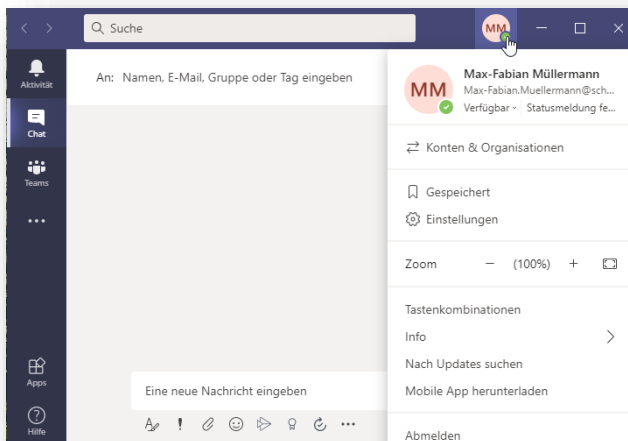 Suche
MM
Aktivität
Chat
Teams
Apps
Hilfe
An: Namen, E-Mail, Gruppe oder Tag eingeben
Eine neue Nachricht eingeben
MM
Max-Fabian Müllermann
Max-Fabian.Muellermann@sch...
Verfügbar Statusmeldung fe...
Konten & Organisationen
Gespeichert
Einstellungen
Zoom — (100%) +
Tastenkombinationen
Info
Nach Updates suchen
Mobile App herunterladen
Abmelden